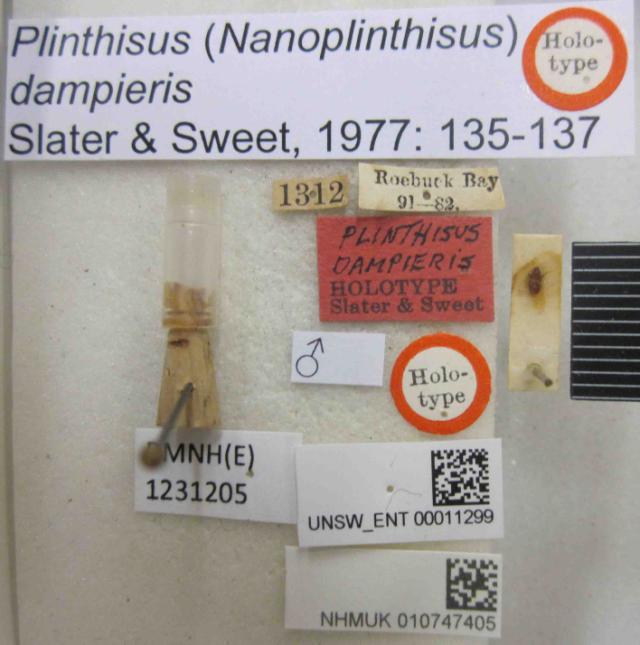 Plinthisus (Nanoplinthisus)
dampieris
Slater & Sweet, 1977: 135-137
Holo-
type
1312
Roebuck Bay
91—82.
PLINTHISUS
DAMPIERIS
HOLOTYPE
Slater & Sweet
♂
Holo-
type
MNH(E)
1231205
UNSW_ENT 00011299
NHMUK 010747405